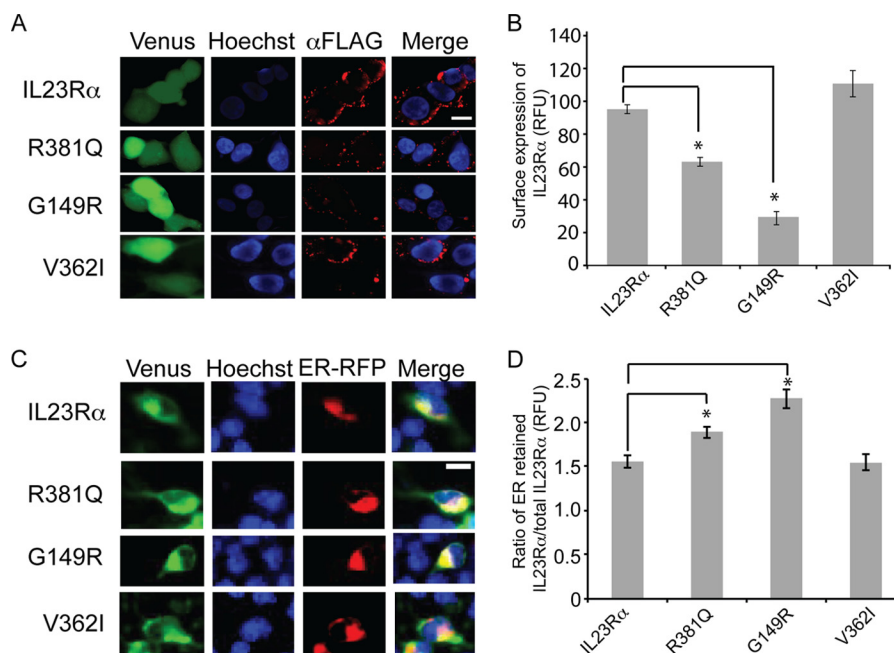 A
Venus Hoechst αFLAG Merge
IL23Rα
R381Q
G149R
V362I
B
Surface expression of
IL23Rα (RFU)
140
120
100
80
60
40
20
0
*
*
IL23Rα
R381Q
G149R
V362I
C
Venus Hoechst ER-RFP Merge
IL23Rα
R381Q
G149R
V362I
D
Ratio of ER retained
IL23Rα/total IL23Rα (RFU)
2.5
2.0
1.5
1.0
0.5
0
*
*
IL23Rα
R381Q
G149R
V362I